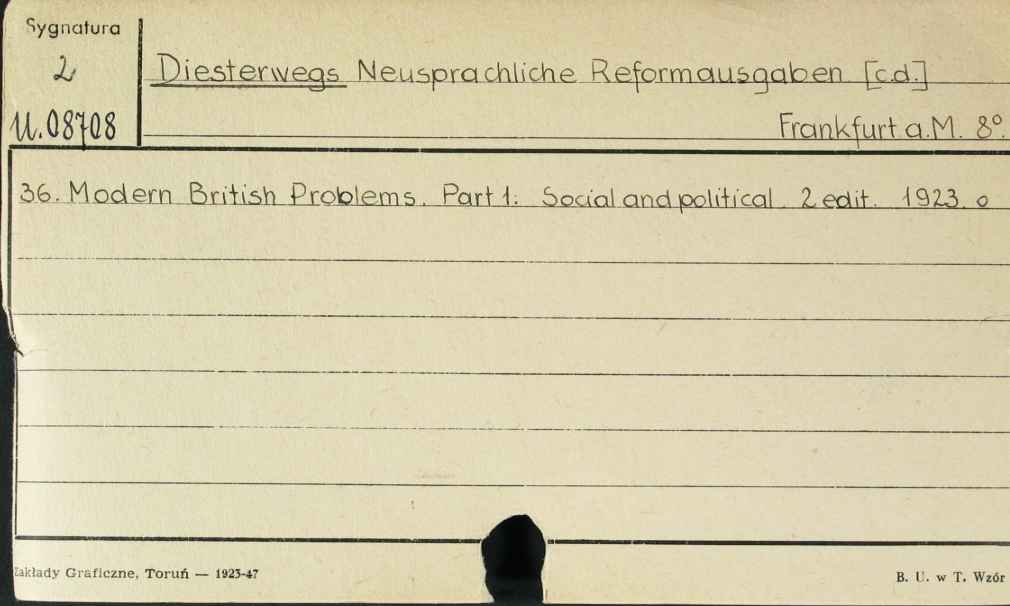 Sygnatura
2
U.08708
Diesterwegs Neusprachliche Reformausgaben [c.d.]
Frankfurt a.M. 8°.
36. Modern British Problems. Part 1: Social and political. 2 edit. 1923. o
Zakłady Graficzne, Toruń — 1923-47
B. U. w T. Wzór